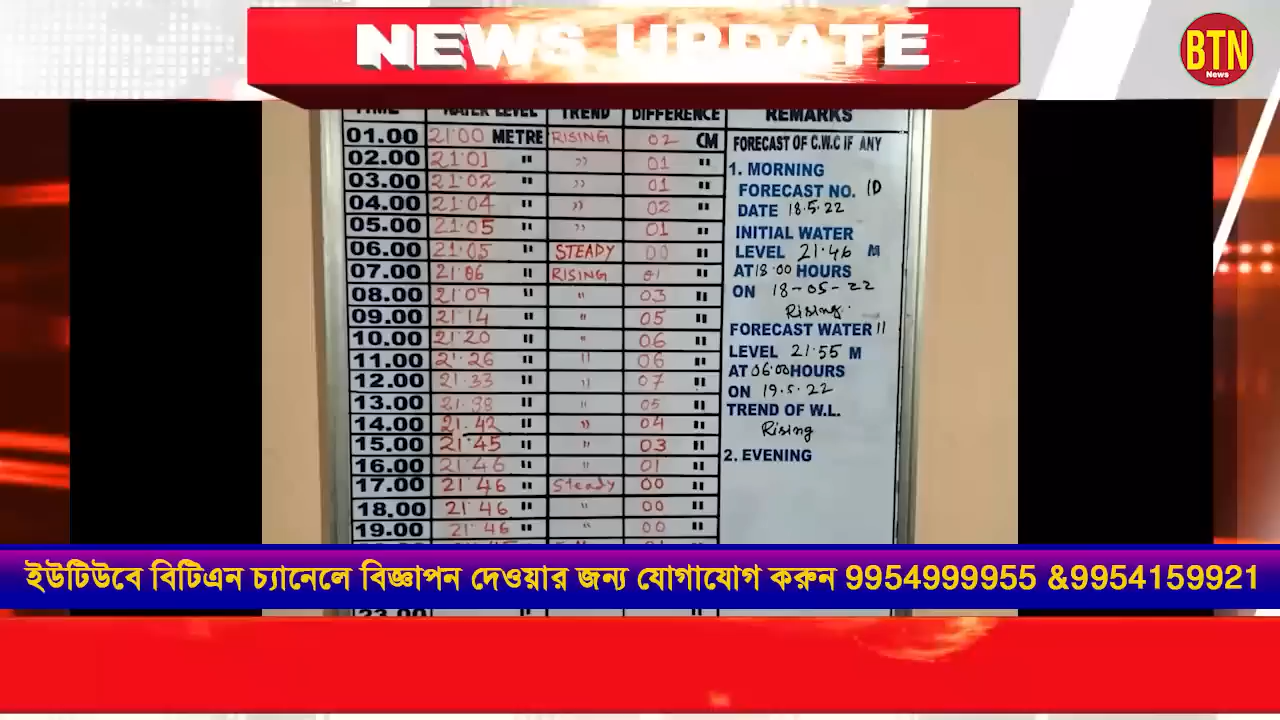 NEWS UPDATE
BTN
News
TIME WATER LEVEL TREND DIFFERENCE REMARKS
01.00 21.00 METRE RISING 02 CM
02.00 21.01 " " 01 "
03.00 21.02 " " 01 "
04.00 21.04 " " 02 "
05.00 21.05 " " 01 "
06.00 21.05 " STEADY 00 "
07.00 21.06 " RISING 01 "
08.00 21.09 " " 03 "
09.00 21.14 " " 05 "
10.00 21.20 " " 06 "
11.00 21.26 " " 06 "
12.00 21.33 " " 07 "
13.00 21.38 " " 05 "
14.00 21.42 " " 04 "
15.00 21.45 " " 03 "
16.00 21.46 " " 01 "
17.00 21.46 " Steady 00 "
18.00 21.46 " " 00 "
19.00 21.46 " " 00 "
23.00
FORECAST OF C.W.C IF ANY
1. MORNING
FORECAST NO. 10
DATE 18.5.22
INITIAL WATER
LEVEL 21.46 M
AT 18.00 HOURS
ON 18-05-22
Rising.
FORECAST WATER
LEVEL 21.55 M
AT 06.00 HOURS
ON 19.5.22
TREND OF W.L.
Rising
2. EVENING
ইউটিউবে বিটিএন চ্যানেলে বিজ্ঞাপন দেওয়ার জন্য যোগাযোগ করুন 9954999955 &9954159921